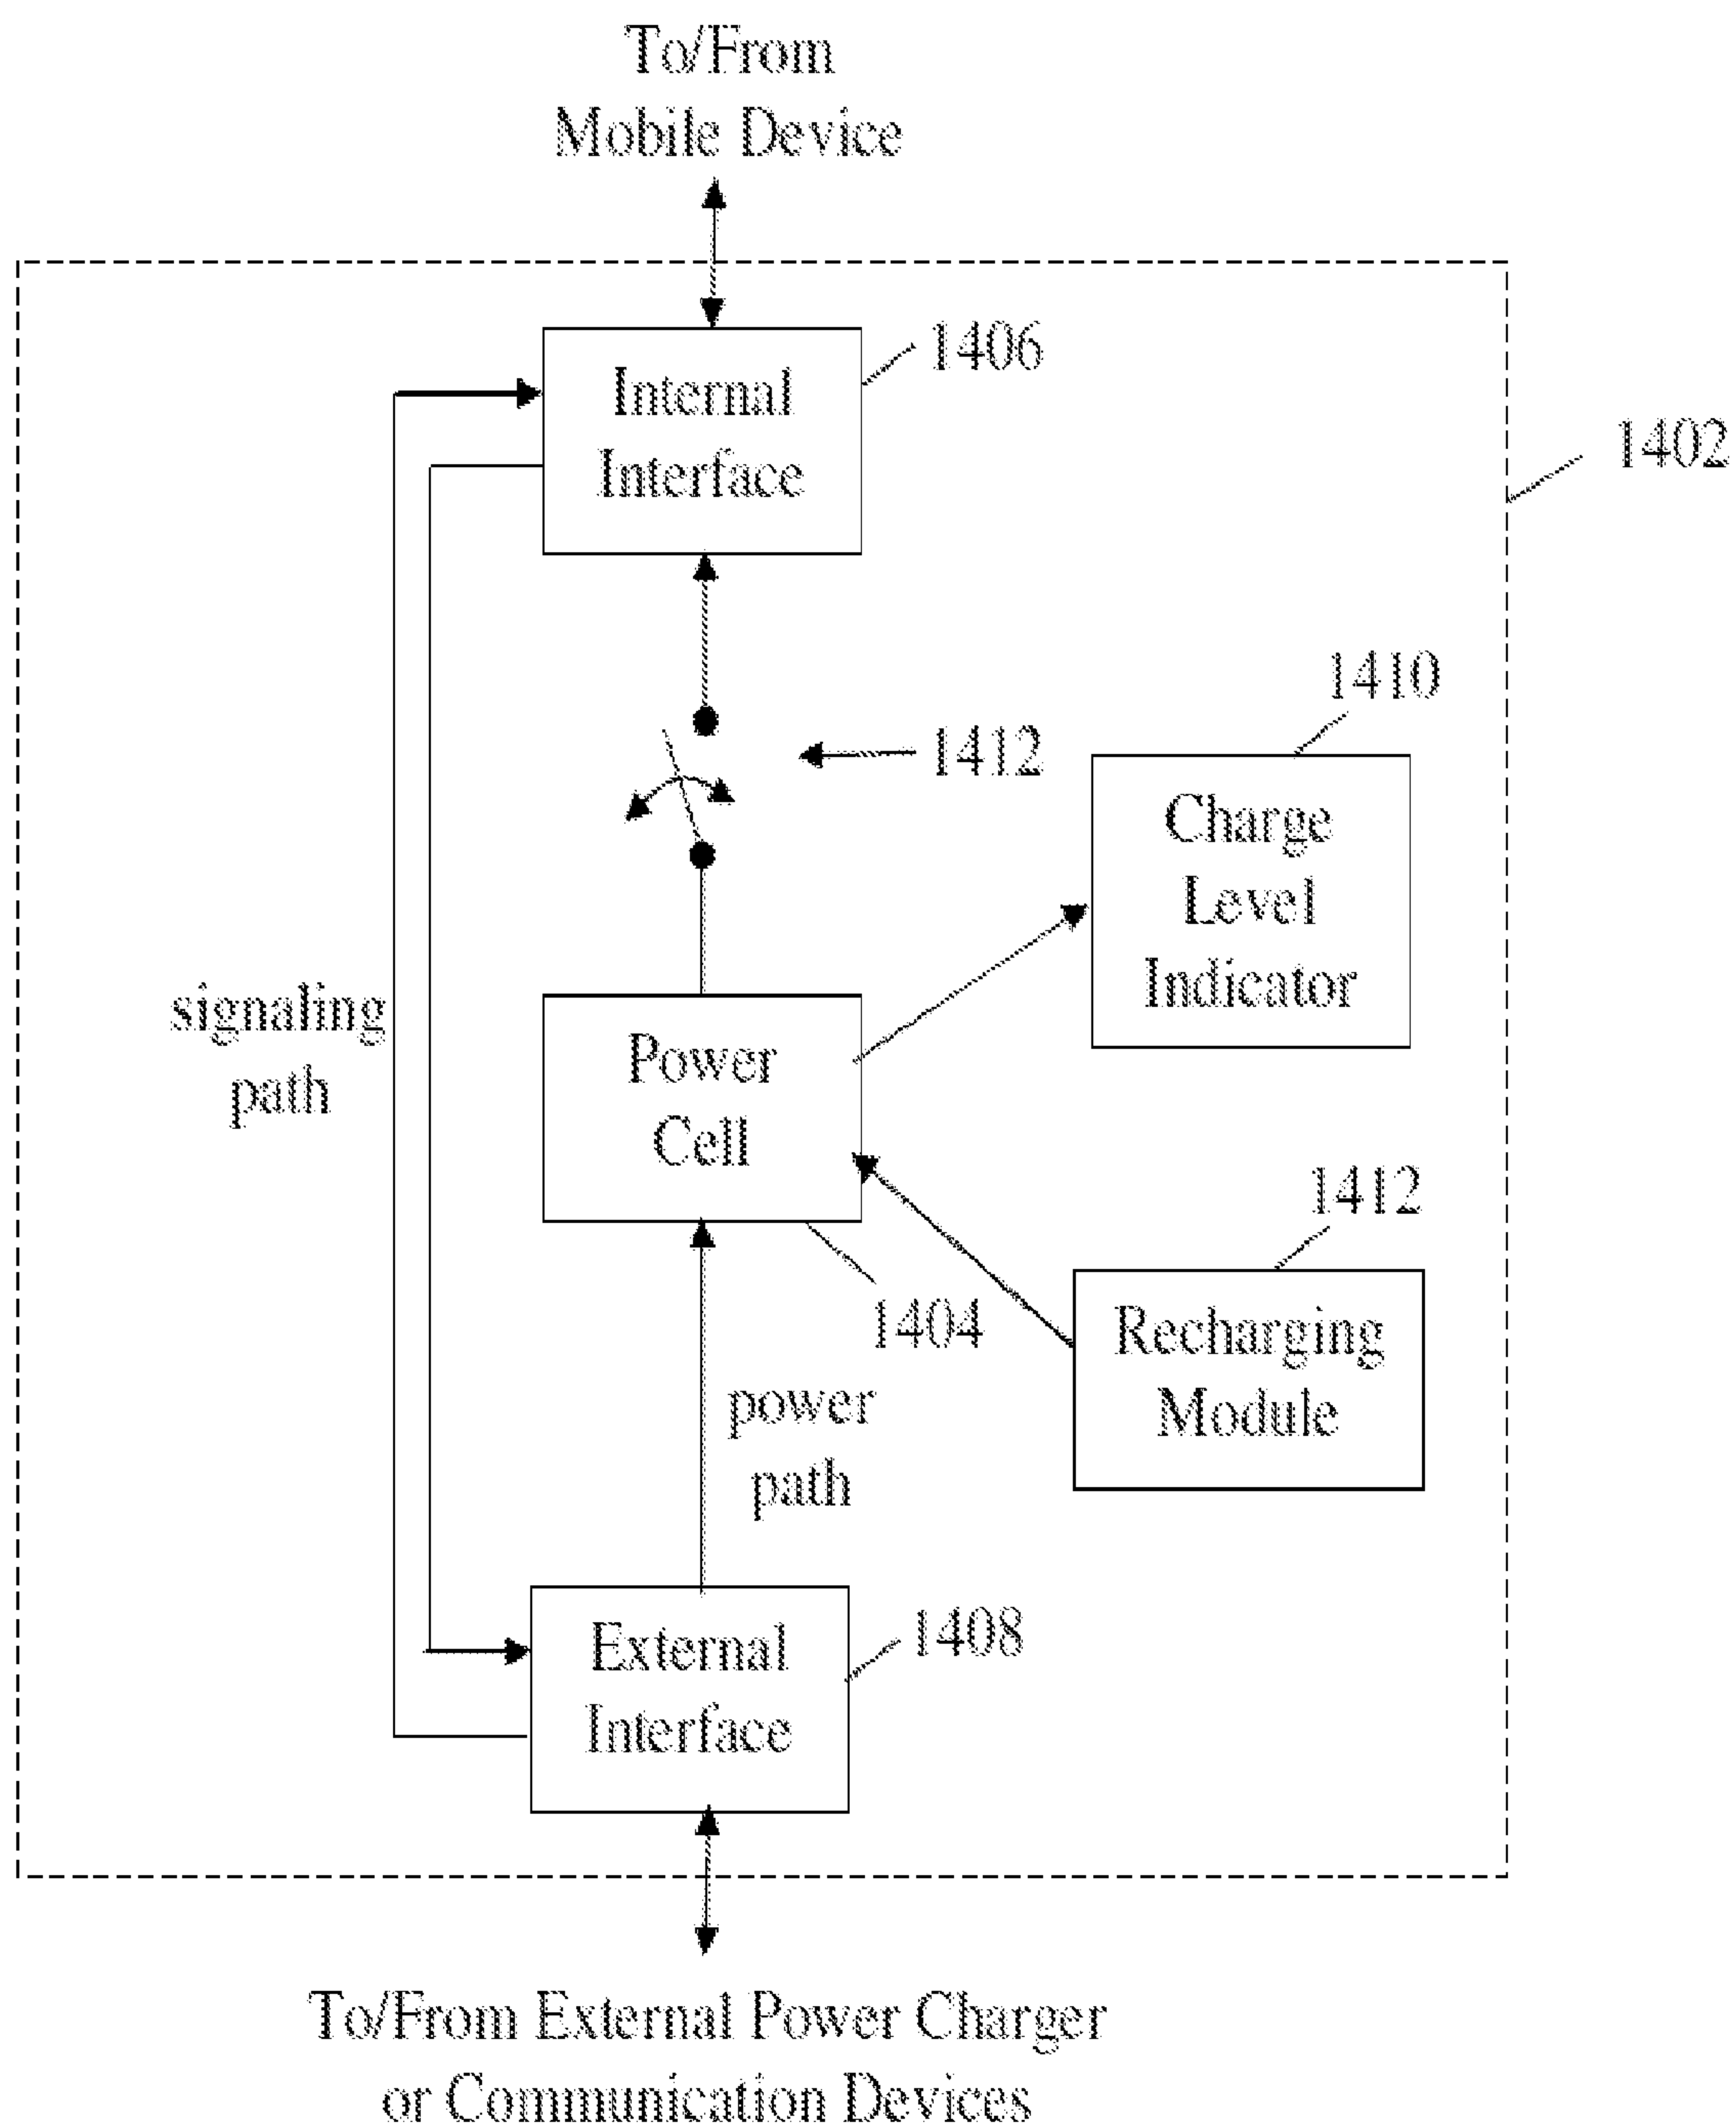 To/From
Mobile Device
1406
Internal
Interface
1402
1410
1412
Charge
Level
Indicator
signaling
path
Power
Cell
1412
1404
Recharging
Module
power
path
External
Interface
1408
To/From External Power Charger
or Communication Devices